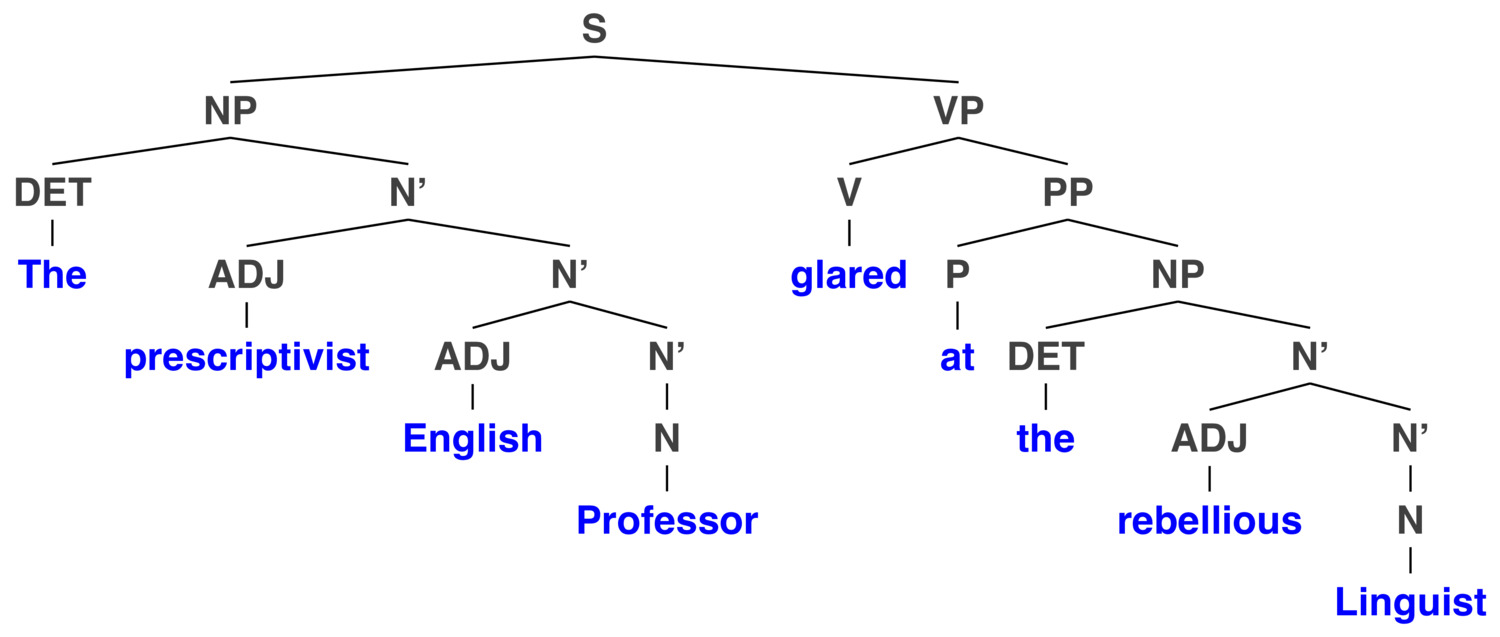 S
NP VP
DET N’ V PP
The ADJ N’ glared P NP
prescriptivist ADJ N’ at DET N’
English N the ADJ N’
Professor rebellious N
Linguist